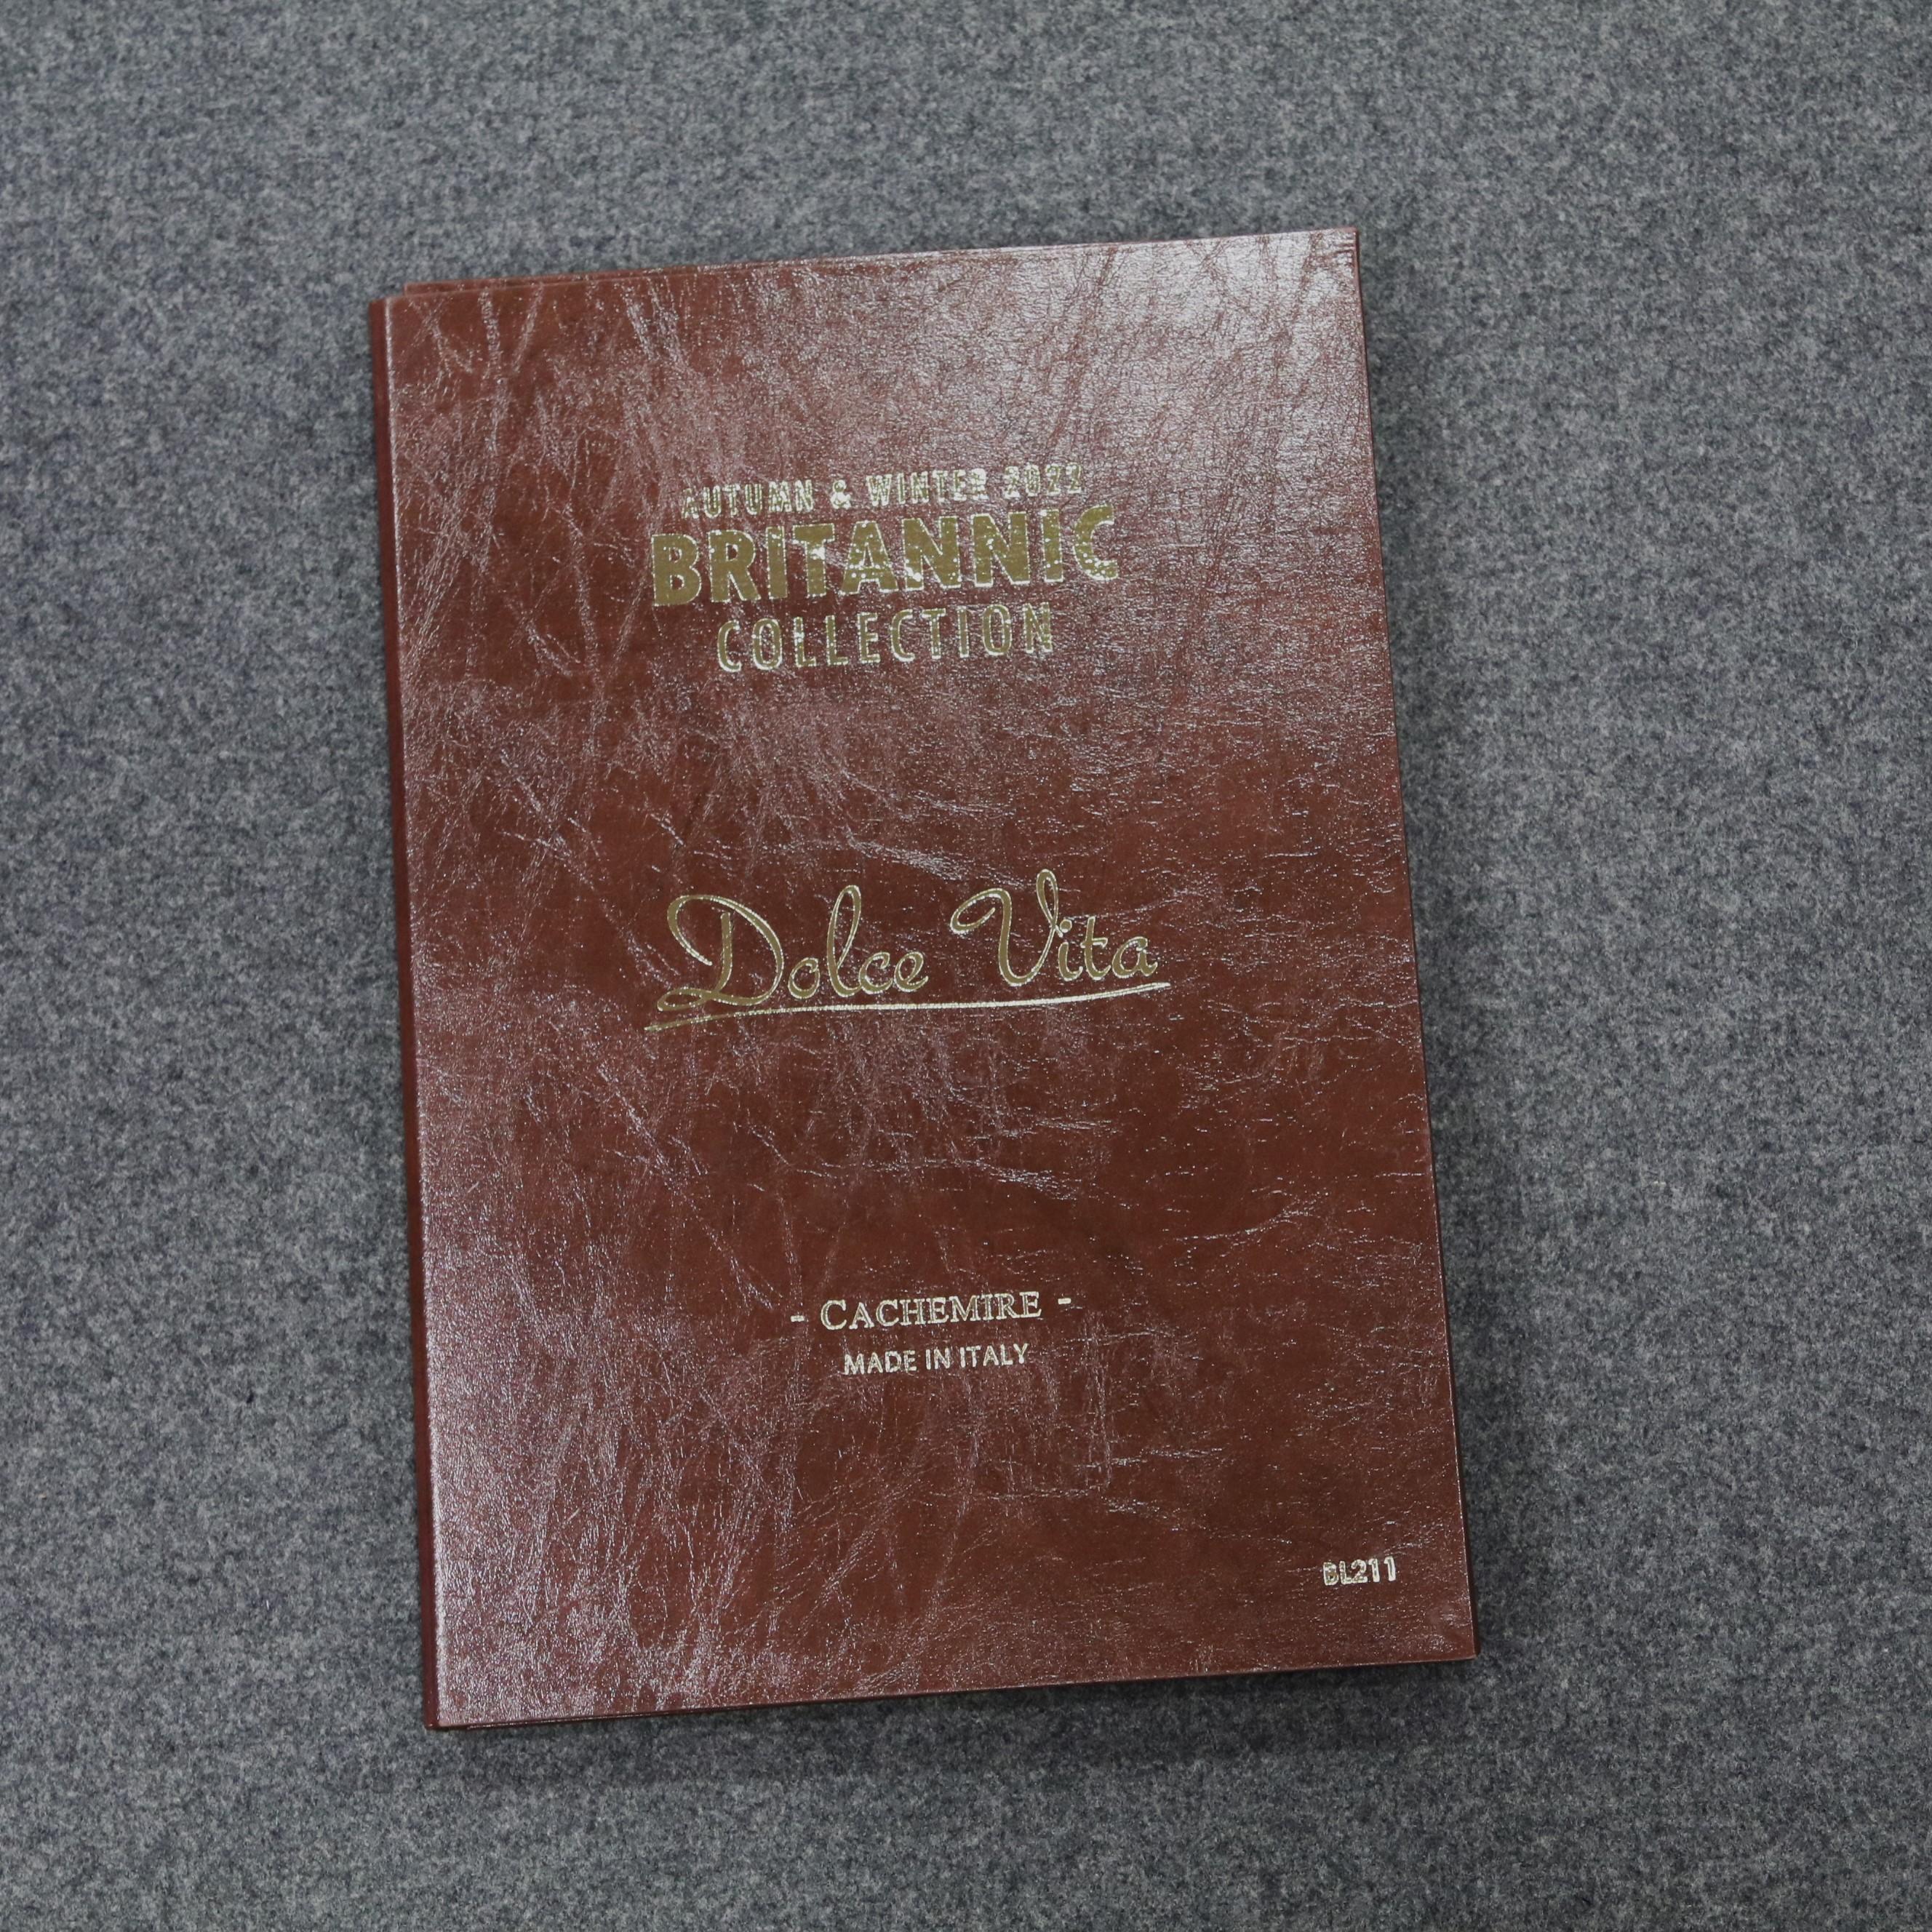 AUTUMN & WINTER 2022
BRITANNIC
COLLECTION
Dolce Vita
- CACHEMIRE -
MADE IN ITALY
BL211